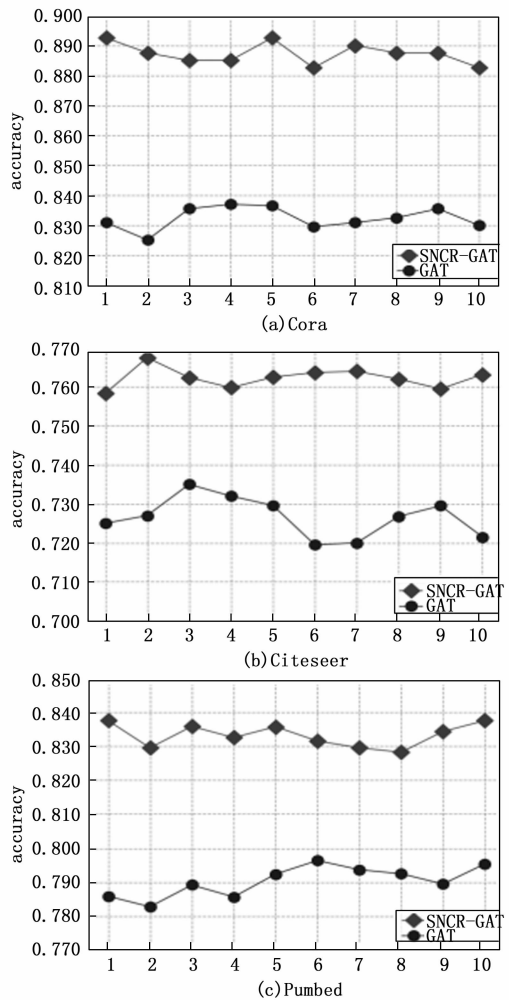 0.900
0.890
0.880
0.870
0.860
0.850
0.840
0.830
0.820
0.810
accuracy
SNCR-GAT
GAT
1 2 3 4 5 6 7 8 9 10
(a)Cora
0.770
0.760
0.750
0.740
0.730
0.720
0.710
0.700
accuracy
SNCR-GAT
GAT
1 2 3 4 5 6 7 8 9 10
(b)Citeseer
0.850
0.840
0.830
0.820
0.810
0.800
0.790
0.780
0.770
accuracy
SNCR-GAT
GAT
1 2 3 4 5 6 7 8 9 10
(c)Pumbed